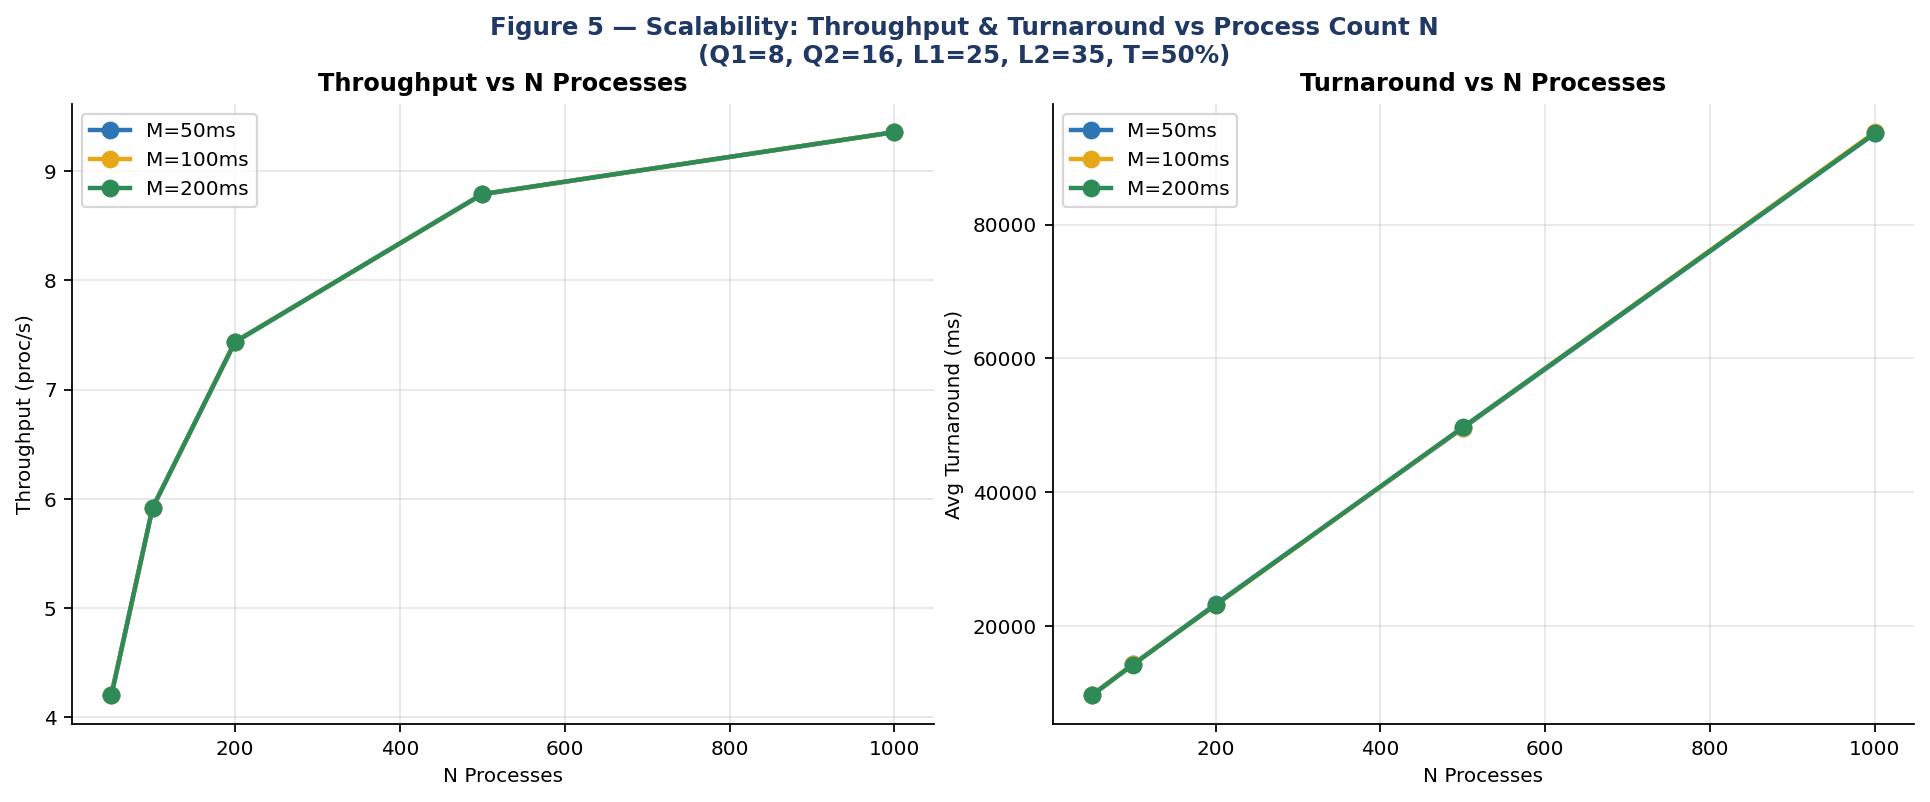 Figure 5 — Scalability: Throughput & Turnaround vs Process Count N
(Q1=8, Q2=16, L1=25, L2=35, T=50%)
Throughput vs N Processes
M=50ms
M=100ms
M=200ms
9
8
7
6
5
4
Throughput (proc/s)
200
400
600
800
1000
N Processes
Turnaround vs N Processes
M=50ms
M=100ms
M=200ms
80000
60000
40000
20000
Avg Turnaround (ms)
200
400
600
800
1000
N Processes